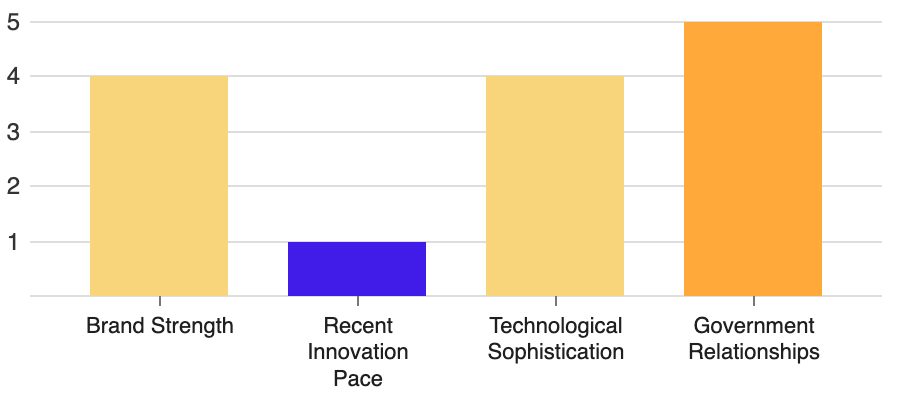 5
4
3
2
1
Brand Strength
Recent
Innovation
Pace
Technological
Sophistication
Government
Relationships